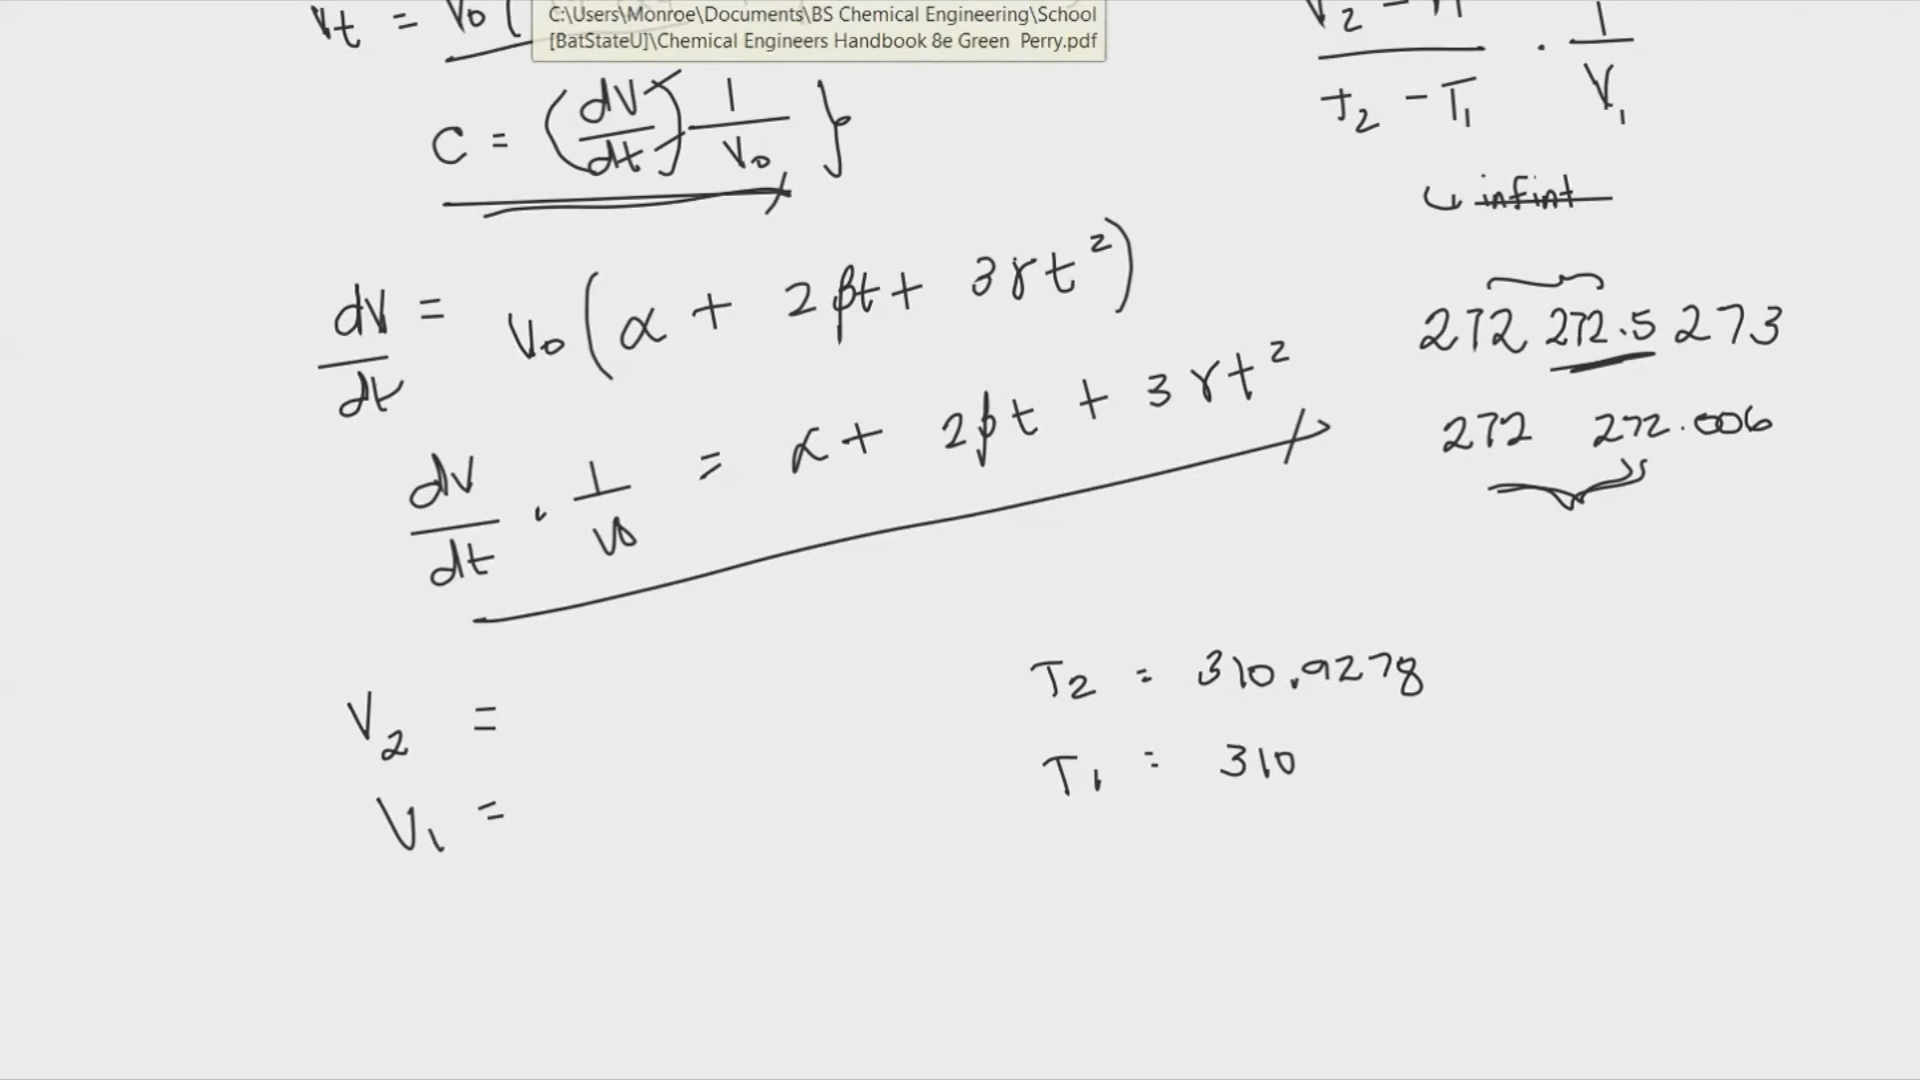 Vt = V₀(
C:\Users\Monroe\Documents\BS Chemical Engineering\School
[BatStateU]\Chemical Engineers Handbook 8e Green Perry.pdf
C = (dV/dt) 1/V₀ }
dV/dt = V₀(α + 2βt + 3γt²)
dV/dt · 1/V₀ = α + 2βt + 3γt²
V₂ =
V₁ =
T₂ = 310.9278
T₁ = 310
V₂ - V₁ / T₂ - T₁ · 1/V₁
↳ infint
272 272.5 273
272 272.006